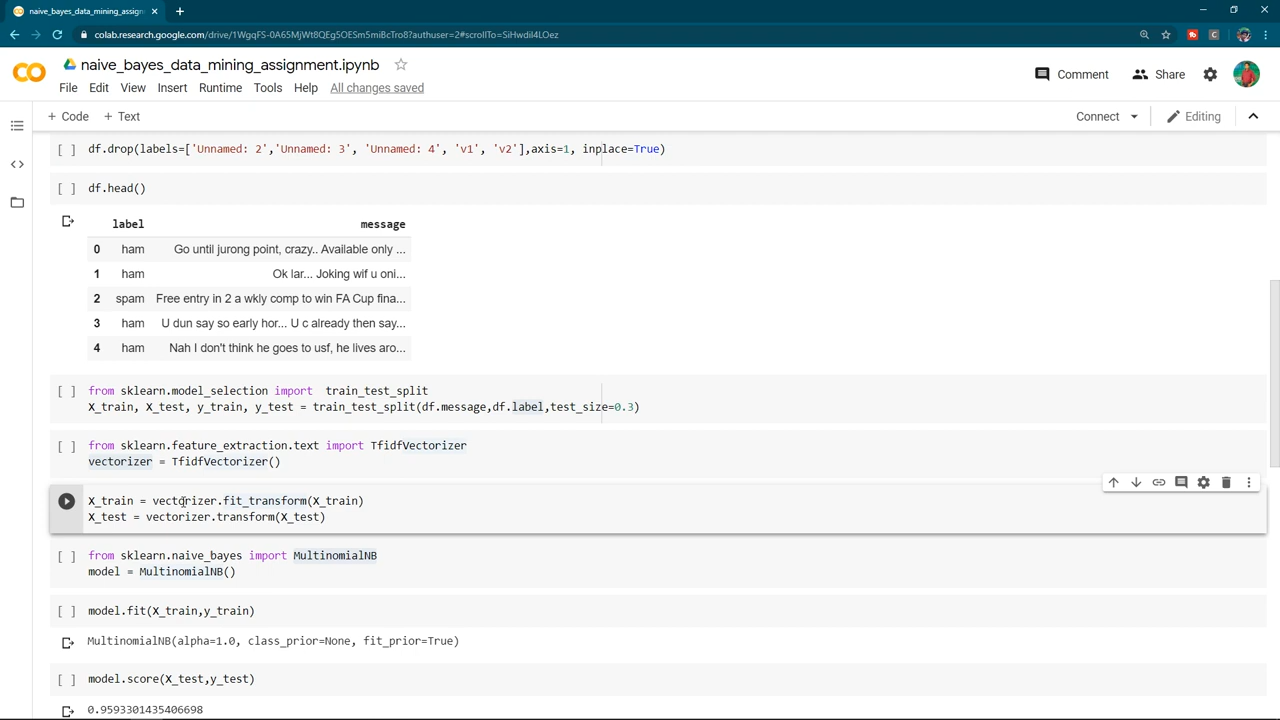 naive_bayes_data_mining_assign
colab.research.google.com/drive/1WgqFS-0A65MjWt8QEg5OESm5miBcTro8?authuser=2#scrollTo=SiHwdil4LOez
naive_bayes_data_mining_assignment.ipynb
Comment
Share
File Edit View Insert Runtime Tools Help All changes saved
+ Code + Text
Connect
Editing
[ ] df.drop(labels=['Unnamed: 2','Unnamed: 3', 'Unnamed: 4', 'v1', 'v2'],axis=1, inplace=True)
[ ] df.head()
label message
0 ham Go until jurong point, crazy.. Available only ...
1 ham Ok lar... Joking wif u oni...
2 spam Free entry in 2 a wkly comp to win FA Cup fina...
3 ham U dun say so early hor... U c already then say...
4 ham Nah I don't think he goes to usf, he lives aro...
[ ] from sklearn.model_selection import  train_test_split
X_train, X_test, y_train, y_test = train_test_split(df.message,df.label,test_size=0.3)
[ ] from sklearn.feature_extraction.text import TfidfVectorizer
vectorizer = TfidfVectorizer()
X_train = vectorizer.fit_transform(X_train)
X_test = vectorizer.transform(X_test)
[ ] from sklearn.naive_bayes import MultinomialNB
model = MultinomialNB()
[ ] model.fit(X_train,y_train)
MultinomialNB(alpha=1.0, class_prior=None, fit_prior=True)
[ ] model.score(X_test,y_test)
0.9593301435406698